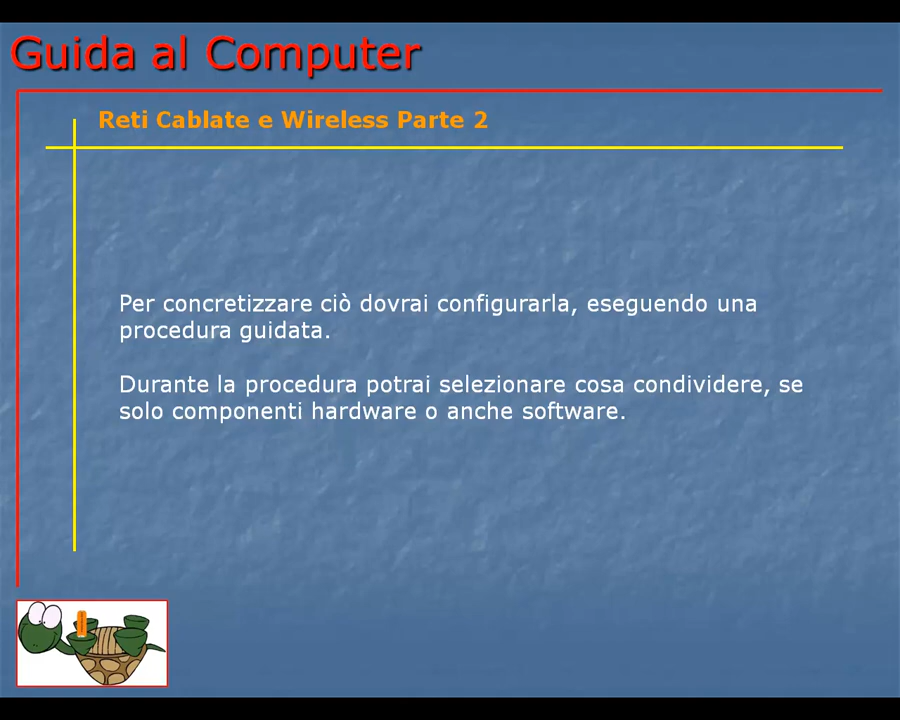 Guida al Computer
Reti Cablate e Wireless Parte 2
Per concretizzare ciò dovrai configurarla, eseguendo una
procedura guidata.
Durante la procedura potrai selezionare cosa condividere, se
solo componenti hardware o anche software.